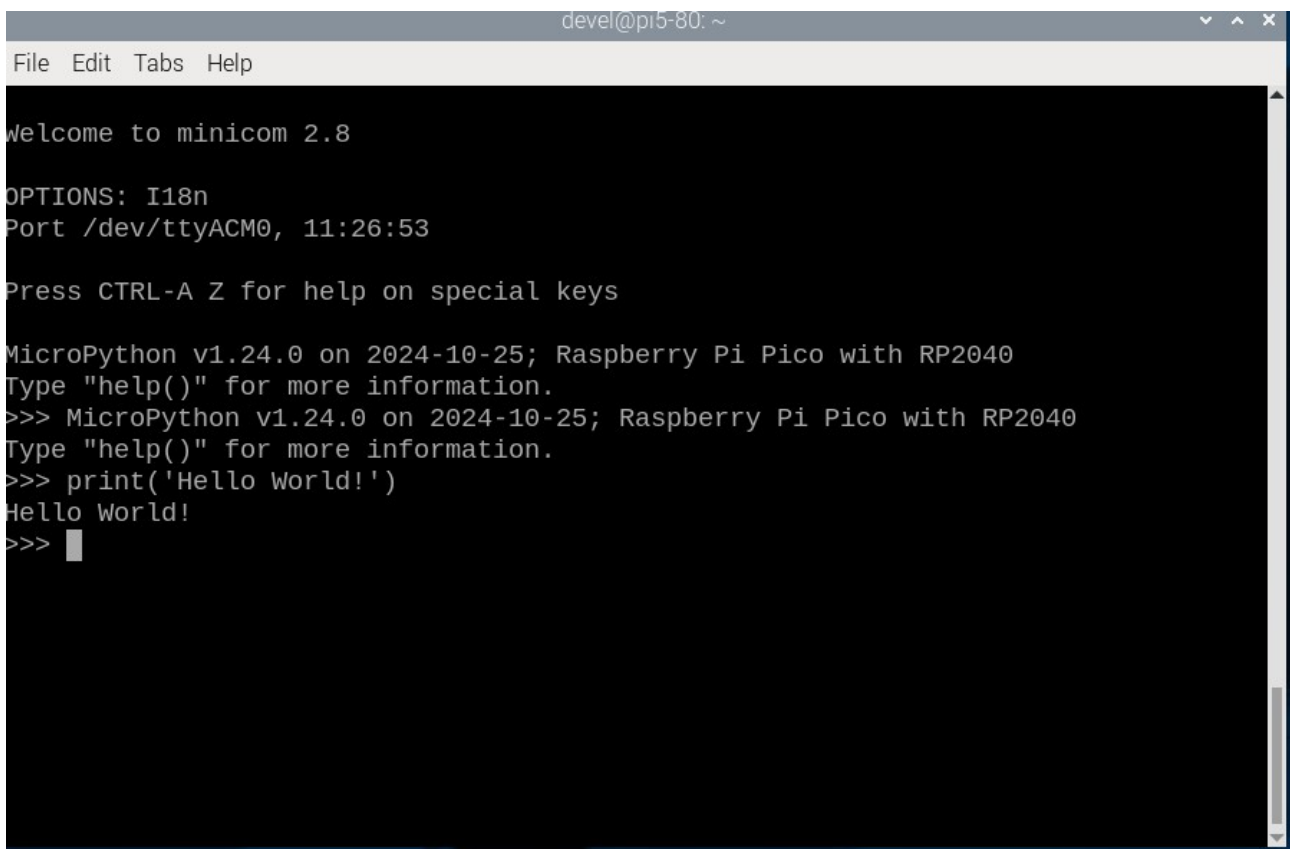 devel@pi5-80: ~
File Edit Tabs Help
Welcome to minicom 2.8
OPTIONS: I18n
Port /dev/ttyACM0, 11:26:53
Press CTRL-A Z for help on special keys
MicroPython v1.24.0 on 2024-10-25; Raspberry Pi Pico with RP2040
Type "help()" for more information.
>>> MicroPython v1.24.0 on 2024-10-25; Raspberry Pi Pico with RP2040
Type "help()" for more information.
>>> print('Hello World!')
Hello World!
>>>